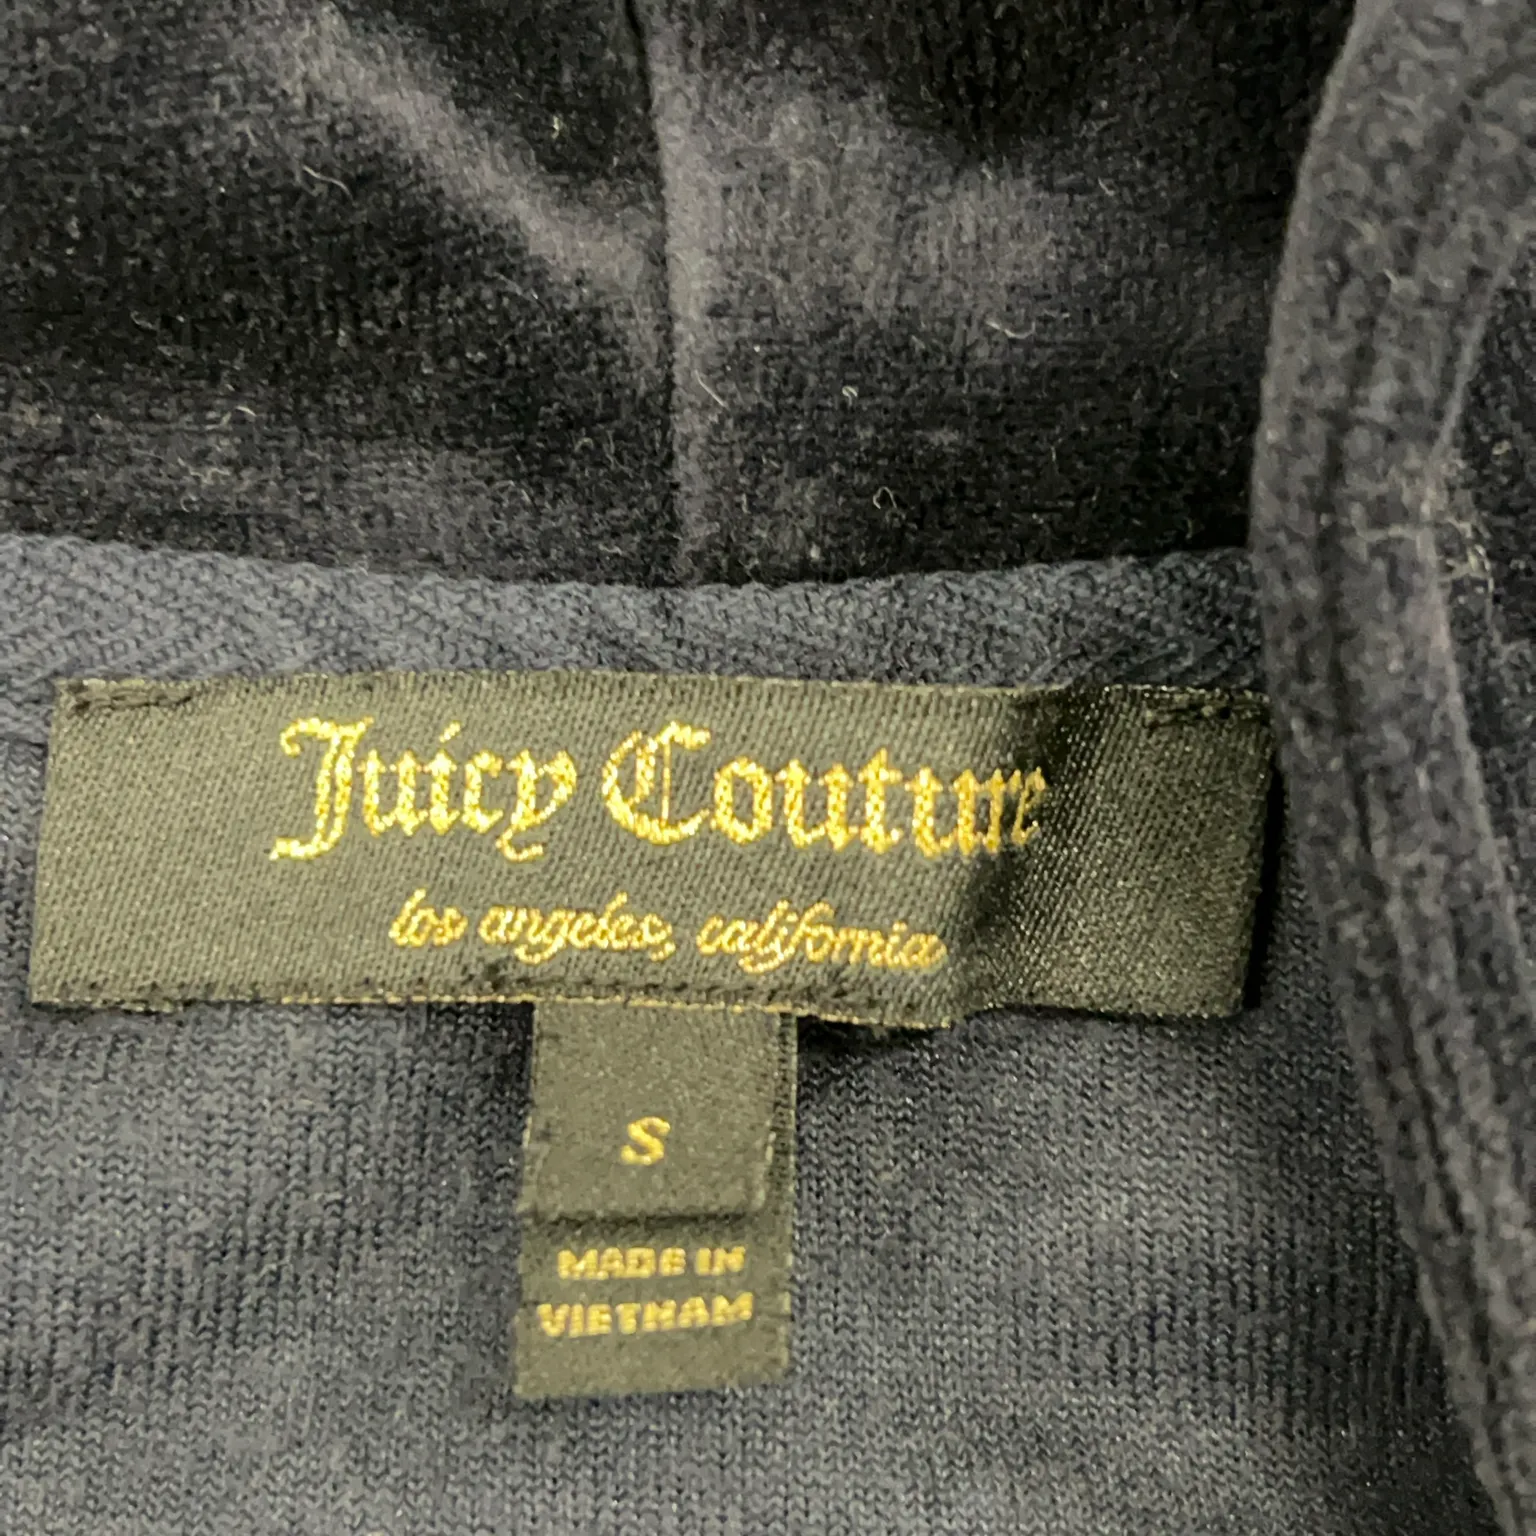 Juicy Couture
los angeles, california
S
MADE IN
VIETNAM